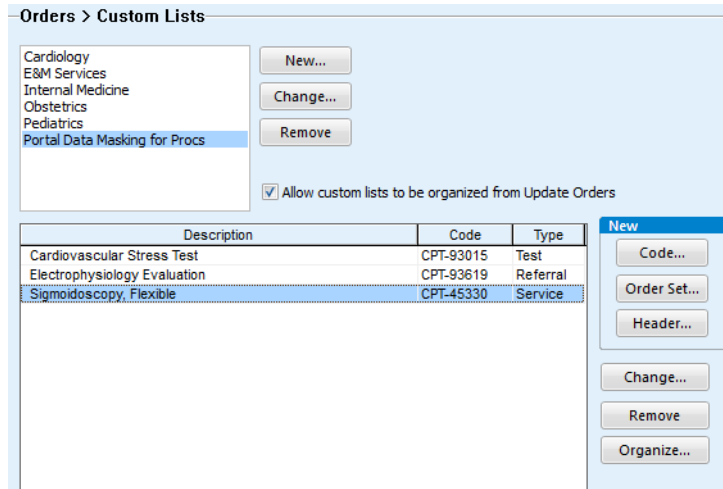 Orders > Custom Lists
Cardiology
E&M Services
Internal Medicine
Obstetrics
Pediatrics
Portal Data Masking for Procs
New...
Change...
Remove
Allow custom lists to be organized from Update Orders
Description Code Type
Cardiovascular Stress Test CPT-93015 Test
Electrophysiology Evaluation CPT-93619 Referral
Sigmoidoscopy, Flexible CPT-45330 Service
New
Code...
Order Set...
Header...
Change...
Remove
Organize...